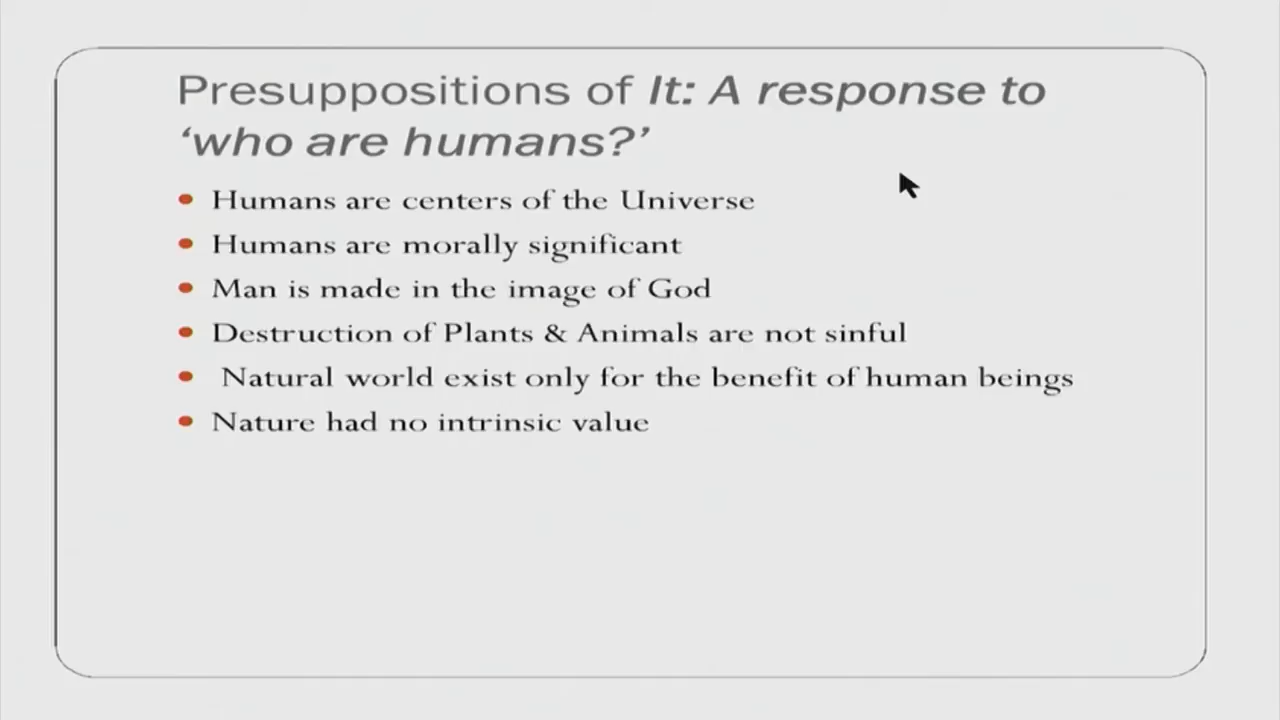 Presuppositions of It: A response to
‘who are humans?’
• Humans are centers of the Universe
• Humans are morally significant
• Man is made in the image of God
• Destruction of Plants & Animals are not sinful
• Natural world exist only for the benefit of human beings
• Nature had no intrinsic value